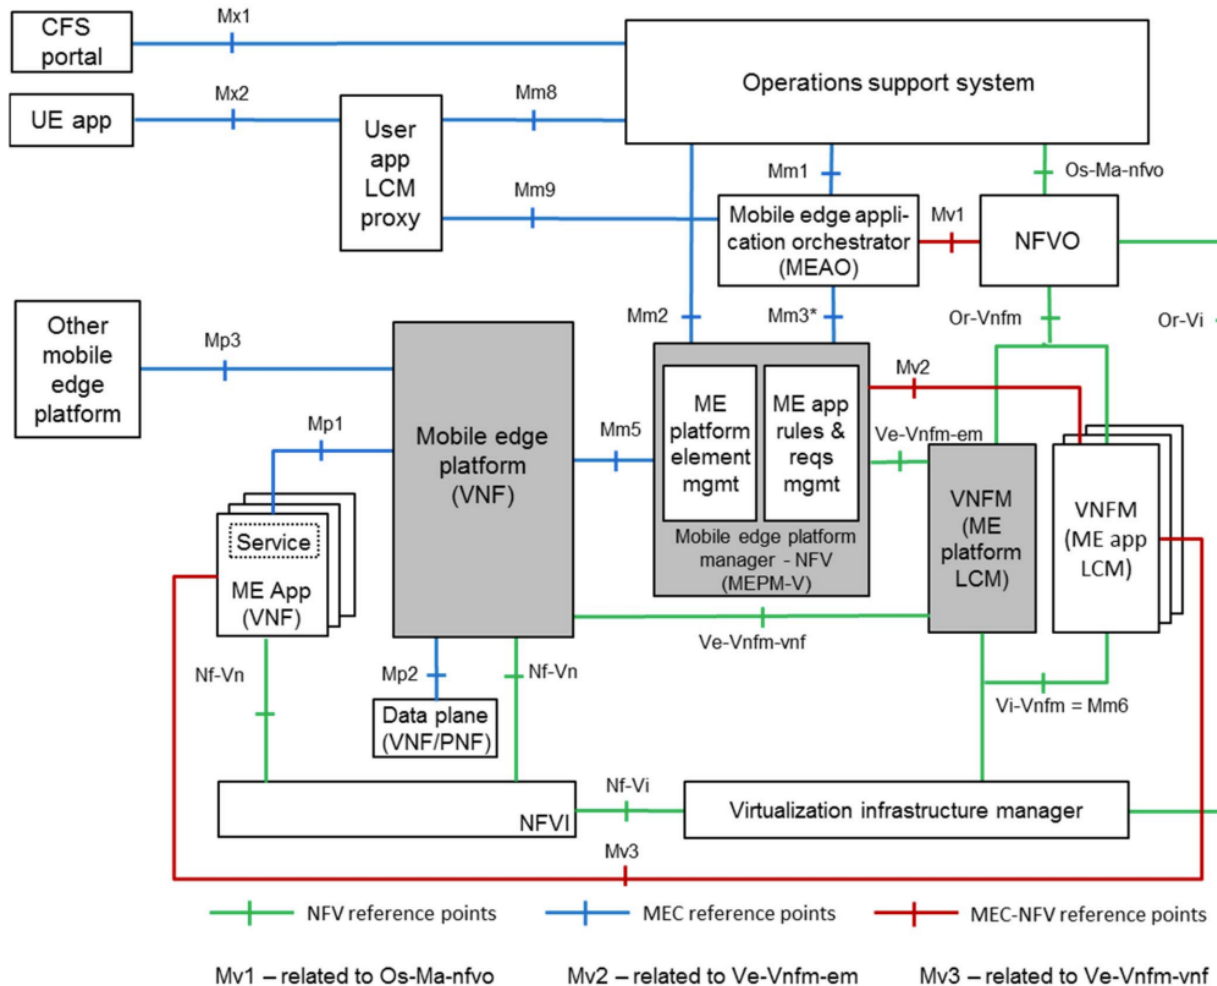 CFS
portal
Mx1
Operations support system
UE app
Mx2
User
app
LCM
proxy
Mm8
Mm9
Mm1
Os-Ma-nfvo
Mobile edge appli-
cation orchestrator
(MEAO)
Mv1
NFVO
Other
mobile
edge
platform
Mp3
Mm2
Mm3*
Or-Vnfm
Or-Vi
Mp1
Mobile edge
platform
(VNF)
Mm5
ME
platform
element
mgmt
ME app
rules &
reqs
mgmt
Mobile edge platform
manager - NFV
(MEPM-V)
Mv2
Ve-Vnfm-em
VNFM
(ME
platform
LCM)
VNFM
(ME app
LCM)
Service
ME App
(VNF)
Ve-Vnfm-vnf
Nf-Vn
Mp2
Nf-Vn
Vi-Vnfm = Mm6
Data plane
(VNF/PNF)
NFVI
Nf-Vi
Virtualization infrastructure manager
Mv3
NFV reference points
MEC reference points
MEC-NFV reference points
Mv1 – related to Os-Ma-nfvo
Mv2 – related to Ve-Vnfm-em
Mv3 – related to Ve-Vnfm-vnf